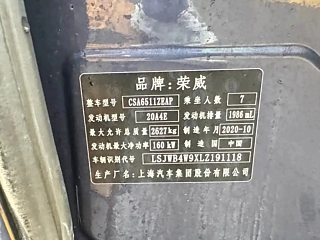 品牌：荣威
整车型号 CSA6511ZEAP 乘坐人数 7
发动机型号 20A4E 发动机排量 1986 mL
最大允许总质量 2627kg 制造年月 2020-10
发动机最大净功率 160 kW 制造国 中国
车辆识别代号 LSJWB4W9XLZ191118
生产厂名：上海汽车集团股份有限公司